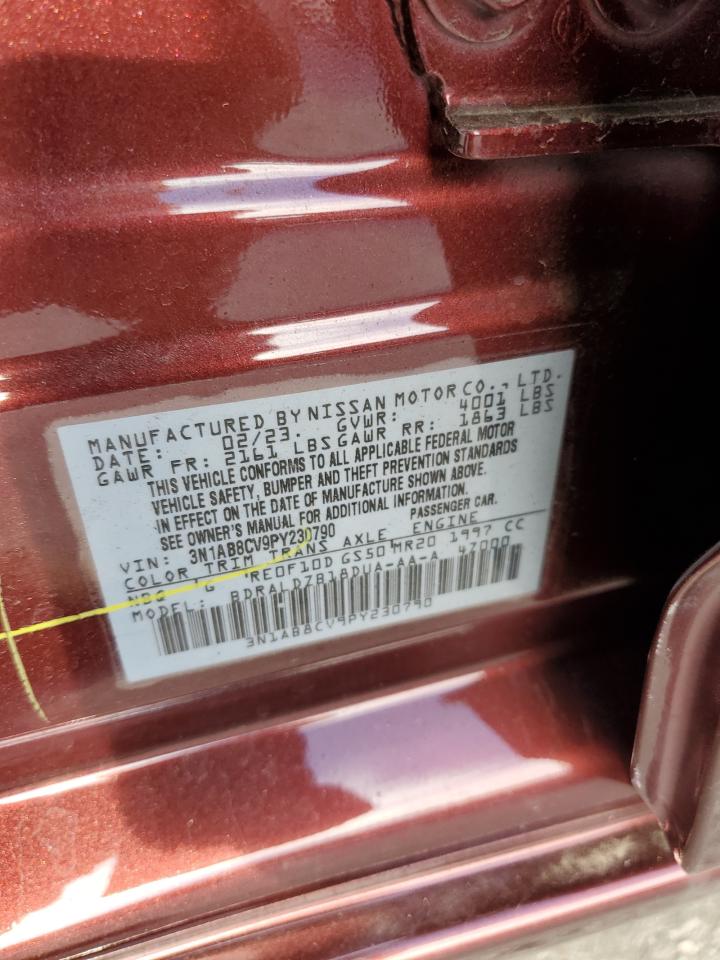 MANUFACTURED BY NISSAN MOTOR CO., LTD.
DATE: 02/23. GVWR: 4001 LBS
GAWR FR: 2161 LBS GAWR RR: 1863 LBS
THIS VEHICLE CONFORMS TO ALL APPLICABLE FEDERAL MOTOR
VEHICLE SAFETY, BUMPER AND THEFT PREVENTION STANDARDS
IN EFFECT ON THE DATE OF MANUFACTURE SHOWN ABOVE.
SEE OWNER'S MANUAL FOR ADDITIONAL INFORMATION.
VIN: 3N1AB8CV9PY230790 PASSENGER CAR.
COLOR TRIM TRANS AXLE ENGINE
G RE0F10D GS50 MR20 1997 CC
MODEL: BDRALDZB18DUA-AA-A 47000
3N1AB8CV9PY230790